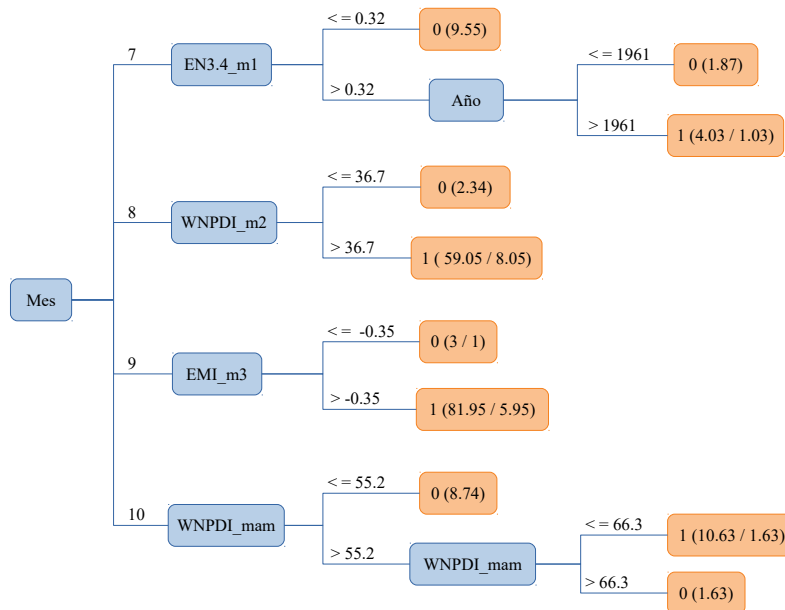 <= 0.32
0 (9.55)
7
EN3.4_m1
<= 1961
0 (1.87)
> 0.32
Año
> 1961
1 (4.03 / 1.03)
<= 36.7
0 (2.34)
8
WNPDI_m2
> 36.7
1 ( 59.05 / 8.05)
Mes
<= -0.35
0 (3 / 1)
9
EMI_m3
> -0.35
1 (81.95 / 5.95)
<= 55.2
0 (8.74)
10
WNPDI_mam
<= 66.3
1 (10.63 / 1.63)
> 55.2
WNPDI_mam
> 66.3
0 (1.63)